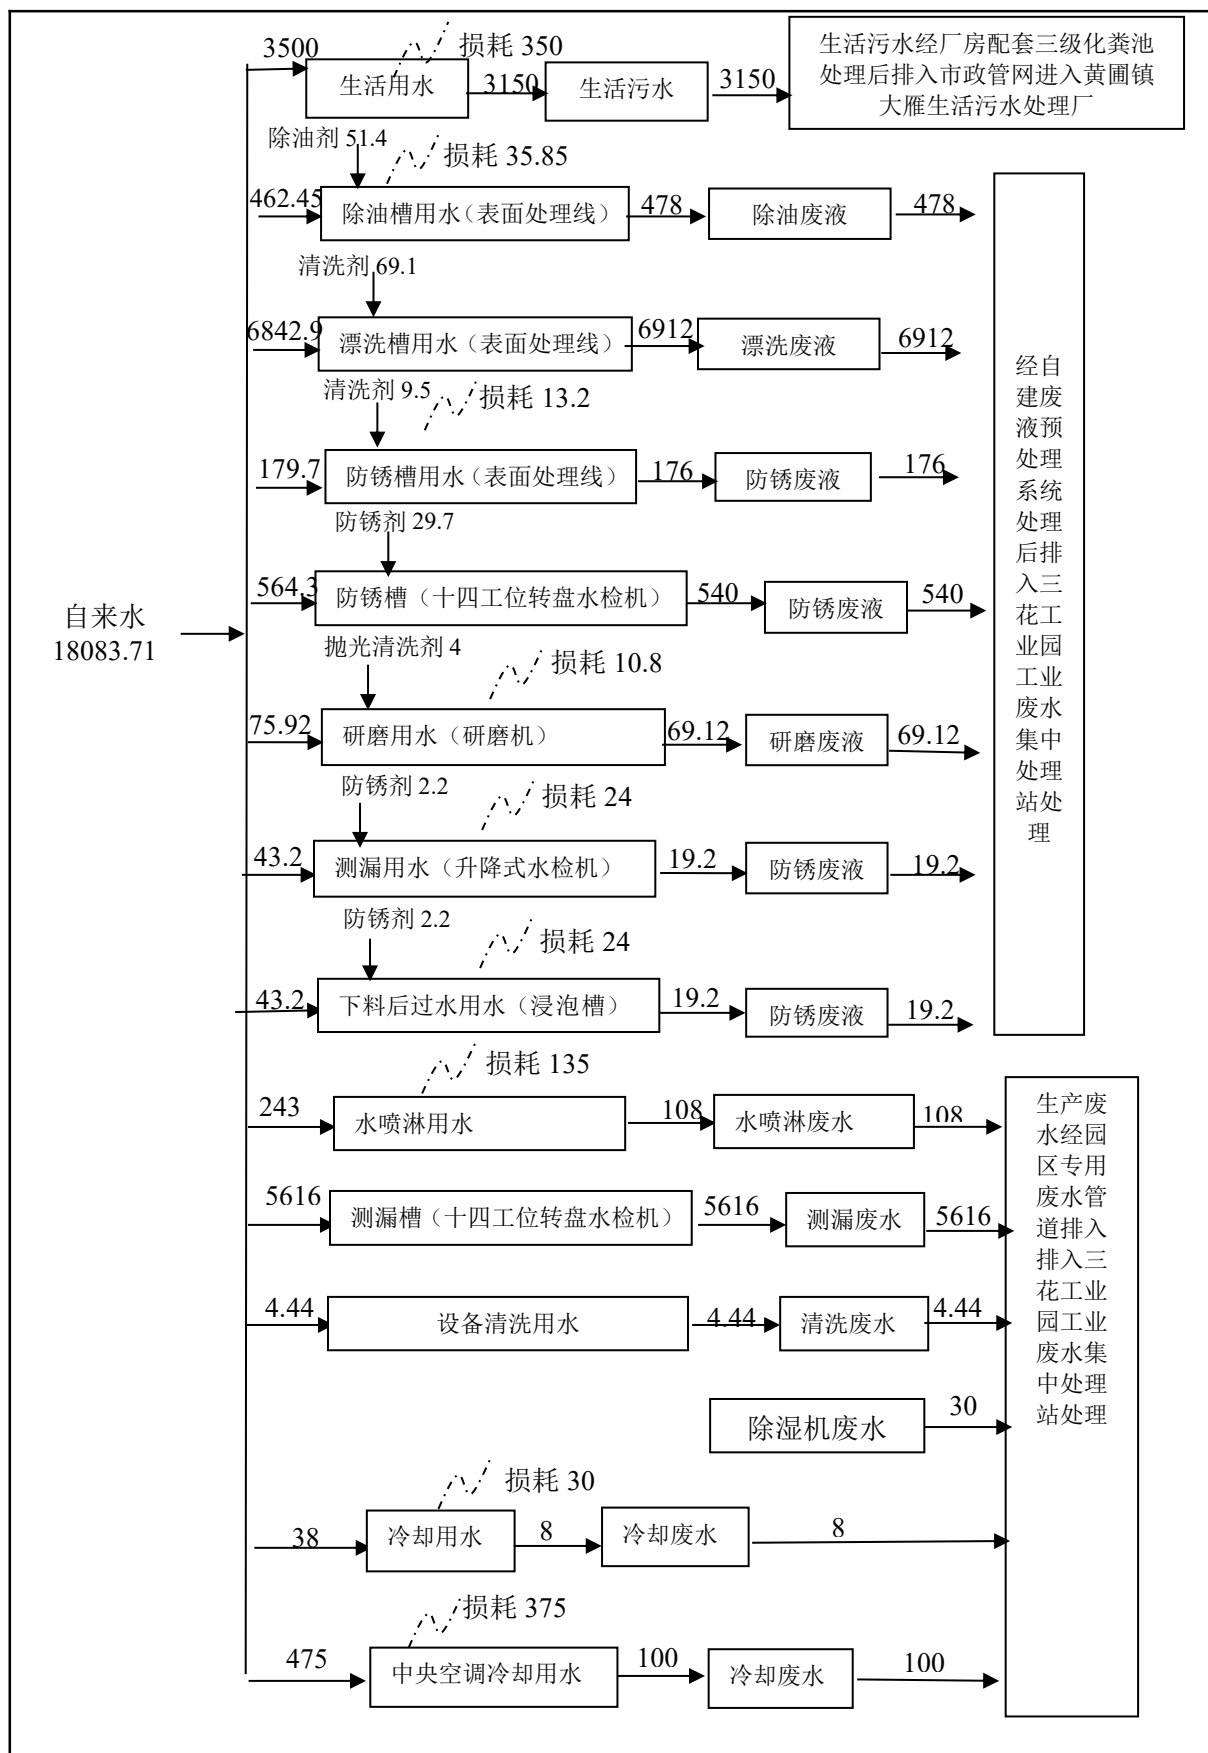 3500
损耗 350
生活用水
3150
生活污水
3150
生活污水经厂房配套三级化粪池
处理后排入市政管网进入黄圃镇
大雁生活污水处理厂
除油剂 51.4
损耗 35.85
462.45
除油槽用水（表面处理线）
478
除油废液
478
清洗剂 69.1
6842.9
漂洗槽用水（表面处理线）
6912
漂洗废液
6912
清洗剂 9.5
损耗 13.2
179.7
防锈槽用水（表面处理线）
176
防锈废液
176
防锈剂 29.7
564.3
防锈槽（十四工位转盘水检机）
540
防锈废液
540
自来水
18083.71
抛光清洗剂 4
损耗 10.8
75.92
研磨用水（研磨机）
69.12
研磨废液
69.12
防锈剂 2.2
损耗 24
43.2
测漏用水（升降式水检机）
19.2
防锈废液
19.2
防锈剂 2.2
损耗 24
43.2
下料后过水用水（浸泡槽）
19.2
防锈废液
19.2
经自
建废
液预
处理
系统
处理
后排
入三
花工
业园
工业
废水
集中
处理
站处
理
损耗 135
243
水喷淋用水
108
水喷淋废水
108
5616
测漏槽（十四工位转盘水检机）
5616
测漏废水
5616
4.44
设备清洗用水
4.44
清洗废水
4.44
除湿机废水
30
损耗 30
38
冷却用水
8
冷却废水
8
损耗 375
475
中央空调冷却用水
100
冷却废水
100
生产废
水经园
区专用
废水管
道排入
排入三
花工业
园工业
废水集
中处理
站处理